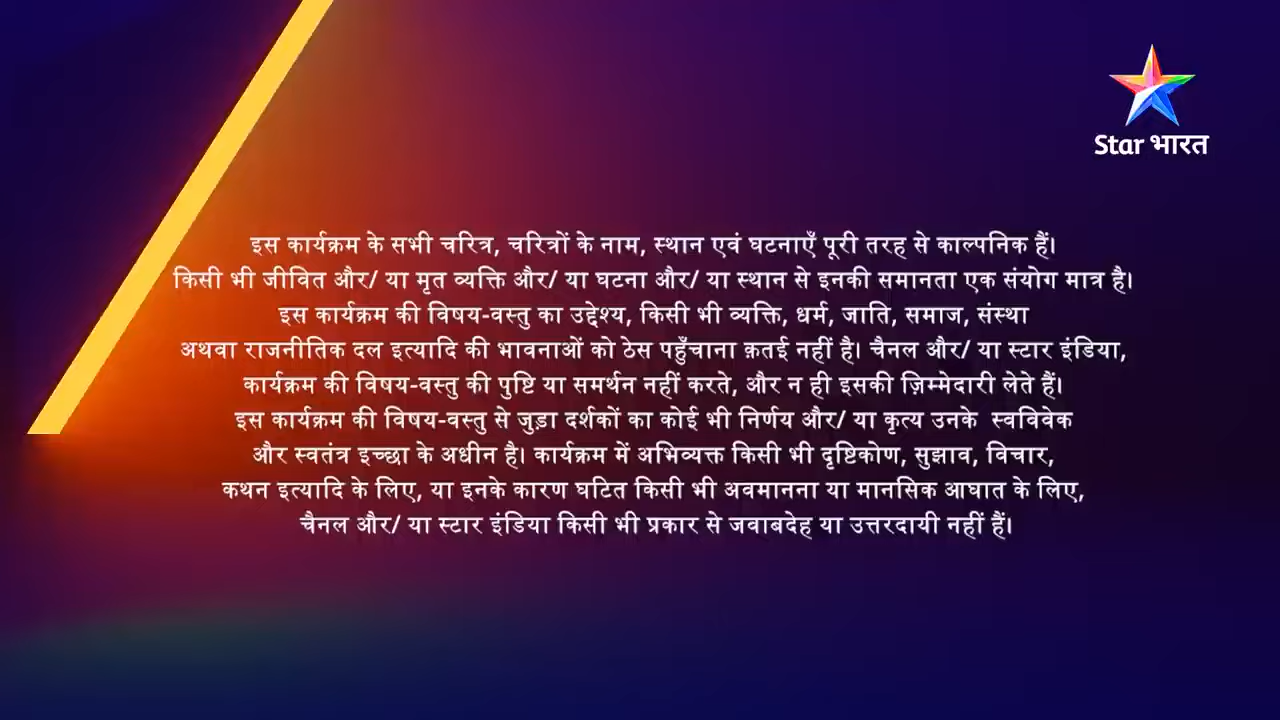 Star भारत
इस कार्यक्रम के सभी चरित्र, चरित्रों के नाम, स्थान एवं घटनाएँ पूरी तरह से काल्पनिक हैं।
किसी भी जीवित और/ या मृत व्यक्ति और/ या घटना और/ या स्थान से इनकी समानता एक संयोग मात्र है।
इस कार्यक्रम की विषय-वस्तु का उद्देश्य, किसी भी व्यक्ति, धर्म, जाति, समाज, संस्था
अथवा राजनीतिक दल इत्यादि की भावनाओं को ठेस पहुँचाना क़तई नहीं है। चैनल और/ या स्टार इंडिया,
कार्यक्रम की विषय-वस्तु की पुष्टि या समर्थन नहीं करते, और न ही इसकी ज़िम्मेदारी लेते हैं।
इस कार्यक्रम की विषय-वस्तु से जुड़ा दर्शकों का कोई भी निर्णय और/ या कृत्य उनके स्वविवेक
और स्वतंत्र इच्छा के अधीन है। कार्यक्रम में अभिव्यक्त किसी भी दृष्टिकोण, सुझाव, विचार,
कथन इत्यादि के लिए, या इनके कारण घटित किसी भी अवमानना या मानसिक आघात के लिए,
चैनल और/ या स्टार इंडिया किसी भी प्रकार से जवाबदेह या उत्तरदायी नहीं हैं।